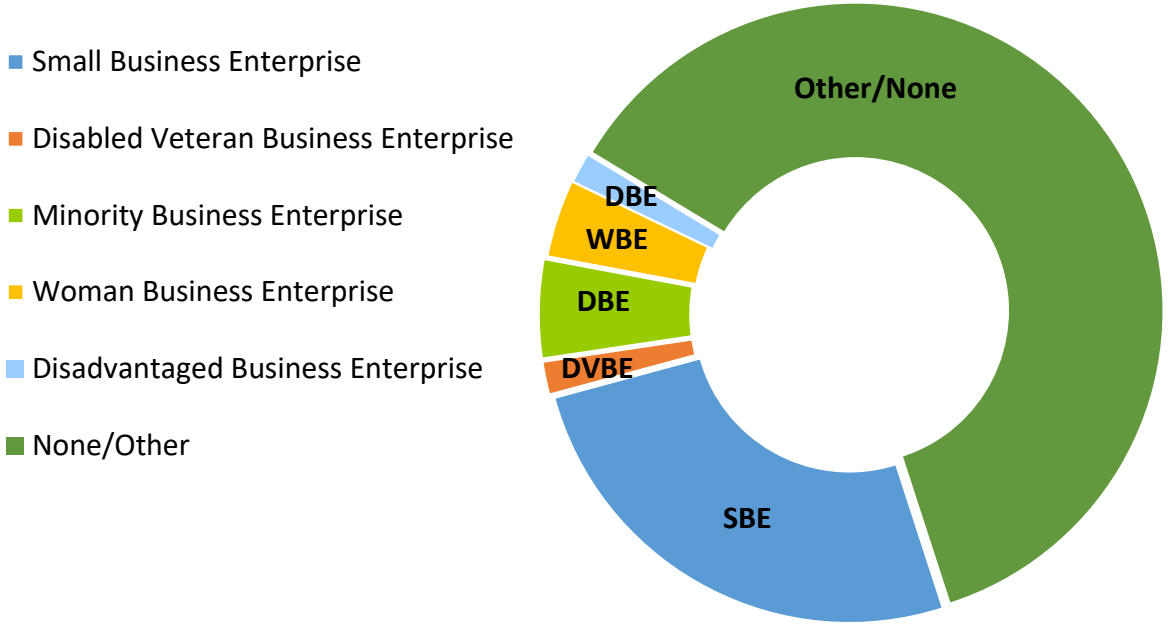 Small Business Enterprise
Disabled Veteran Business Enterprise
Minority Business Enterprise
Woman Business Enterprise
Disadvantaged Business Enterprise
None/Other
Other/None
DBE
WBE
DBE
DVBE
SBE